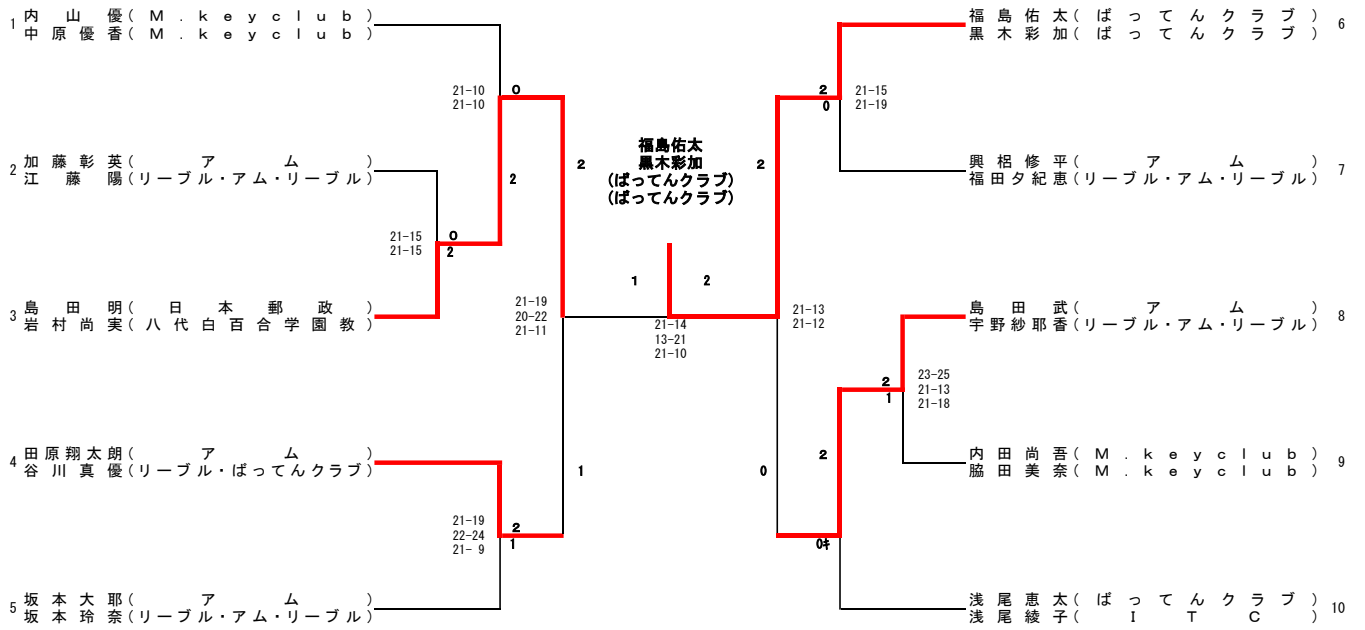 1 内山優(M.keyclub)
中原優香(M.keyclub)
福島佑太(ばってんクラブ) 6
黒木彩加(ばってんクラブ)
21-10 0
21-10
2 21-15
0 21-19
福島佑太
黒木彩加
(ばってんクラブ)
(ばってんクラブ)
2 加藤彰英(アム)
江藤陽(リーブル・アム・リーブル)
2
2
2
興梠修平(アム) 7
福田夕紀恵(リーブル・アム・リーブル)
21-15 0
21-15 2
1 2
3 島田明(日本郵政)
岩村尚実(八代白百合学園教)
21-19
20-22
21-11
21-14
13-21
21-10
21-13
21-12
島田武(アム) 8
宇野紗耶香(リーブル・アム・リーブル)
2 23-25
1 21-13
21-18
4 田原翔太朗(アム)
谷川真優(リーブル・ばってんクラブ)
1
0
2
内田尚吾(M.keyclub) 9
脇田美奈(M.keyclub)
21-19 2
22-24 1
21- 9
0キ
5 坂本大耶(アム)
坂本玲奈(リーブル・アム・リーブル)
浅尾恵太(ばってんクラブ) 10
浅尾綾子(ITC)